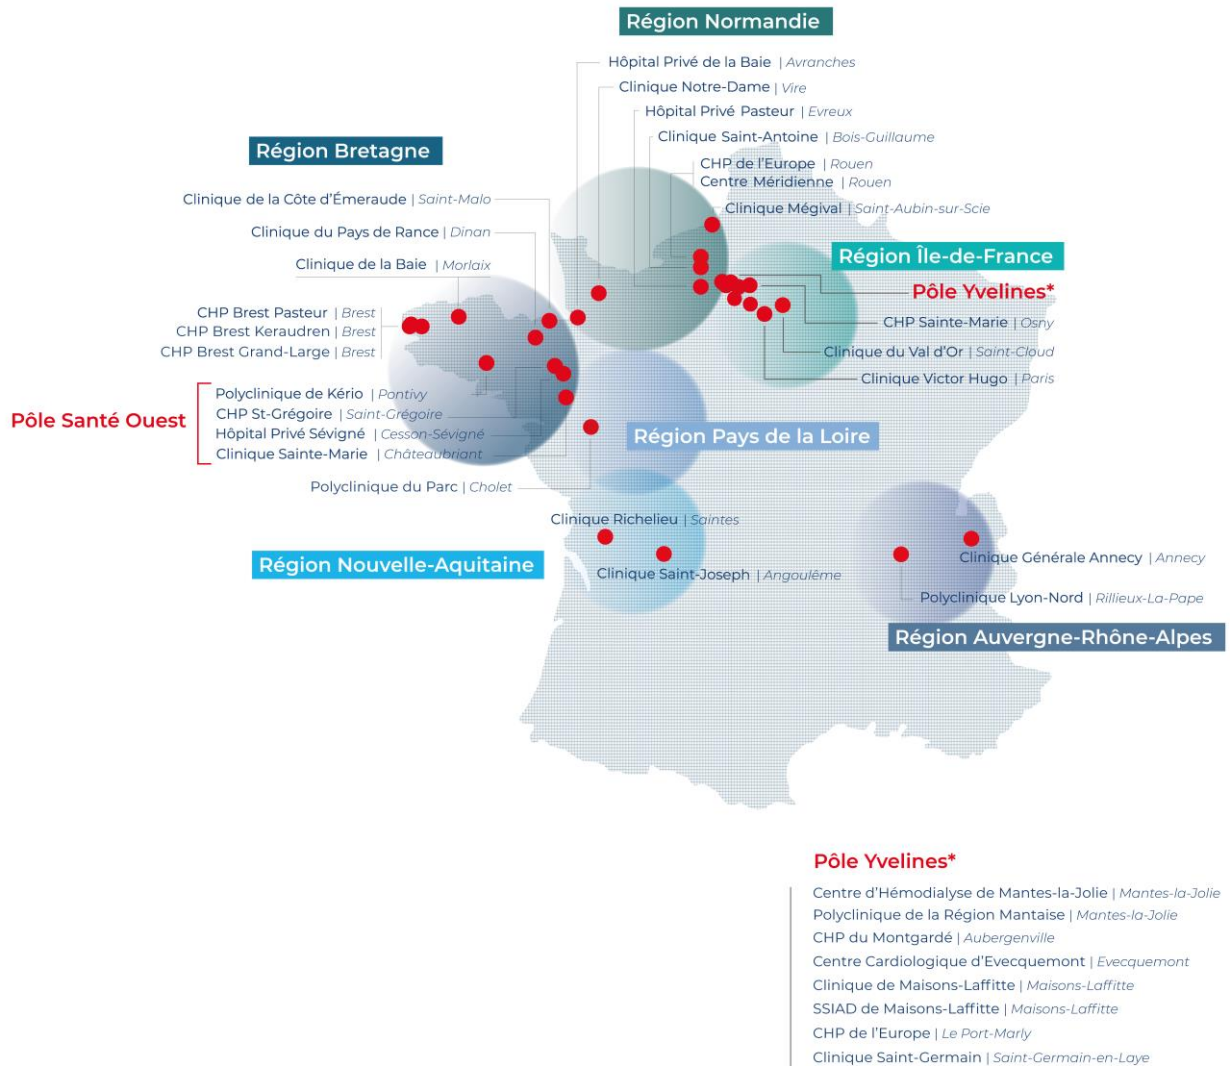 Région Normandie
Hôpital Privé de la Baie | Avranches
Clinique Notre-Dame | Vire
Hôpital Privé Pasteur | Evreux
Clinique Saint-Antoine | Bois-Guillaume
CHP de l'Europe | Rouen
Centre Méridienne | Rouen
Clinique Mégival | Saint-Aubin-sur-Scie
Région Bretagne
Clinique de la Côte d'Émeraude | Saint-Malo
Clinique du Pays de Rance | Dinan
Clinique de la Baie | Morlaix
CHP Brest Pasteur | Brest
CHP Brest Keraudren | Brest
CHP Brest Grand-Large | Brest
Pôle Santé Ouest
Polyclinique de Kério | Pontivy
CHP St-Grégoire | Saint-Grégoire
Hôpital Privé Sévigné | Cesson-Sévigné
Clinique Sainte-Marie | Châteaubriant
Polyclinique du Parc | Cholet
Région Île-de-France
Pôle Yvelines*
CHP Sainte-Marie | Osny
Clinique du Val d'Or | Saint-Cloud
Clinique Victor Hugo | Paris
Région Pays de la Loire
Clinique Richelieu | Saintes
Région Nouvelle-Aquitaine
Clinique Saint-Joseph | Angoulême
Clinique Générale Annecy | Annecy
Polyclinique Lyon-Nord | Rillieux-La-Pape
Région Auvergne-Rhône-Alpes
Pôle Yvelines*
Centre d'Hémodialyse de Mantes-la-Jolie | Mantes-la-Jolie
Polyclinique de la Région Mantaise | Mantes-la-Jolie
CHP du Montgardé | Aubergenville
Centre Cardiologique d'Evecquemont | Evecquemont
Clinique de Maisons-Laffitte | Maisons-Laffitte
SSIAD de Maisons-Laffitte | Maisons-Laffitte
CHP de l'Europe | Le Port-Marly
Clinique Saint-Germain | Saint-Germain-en-Laye